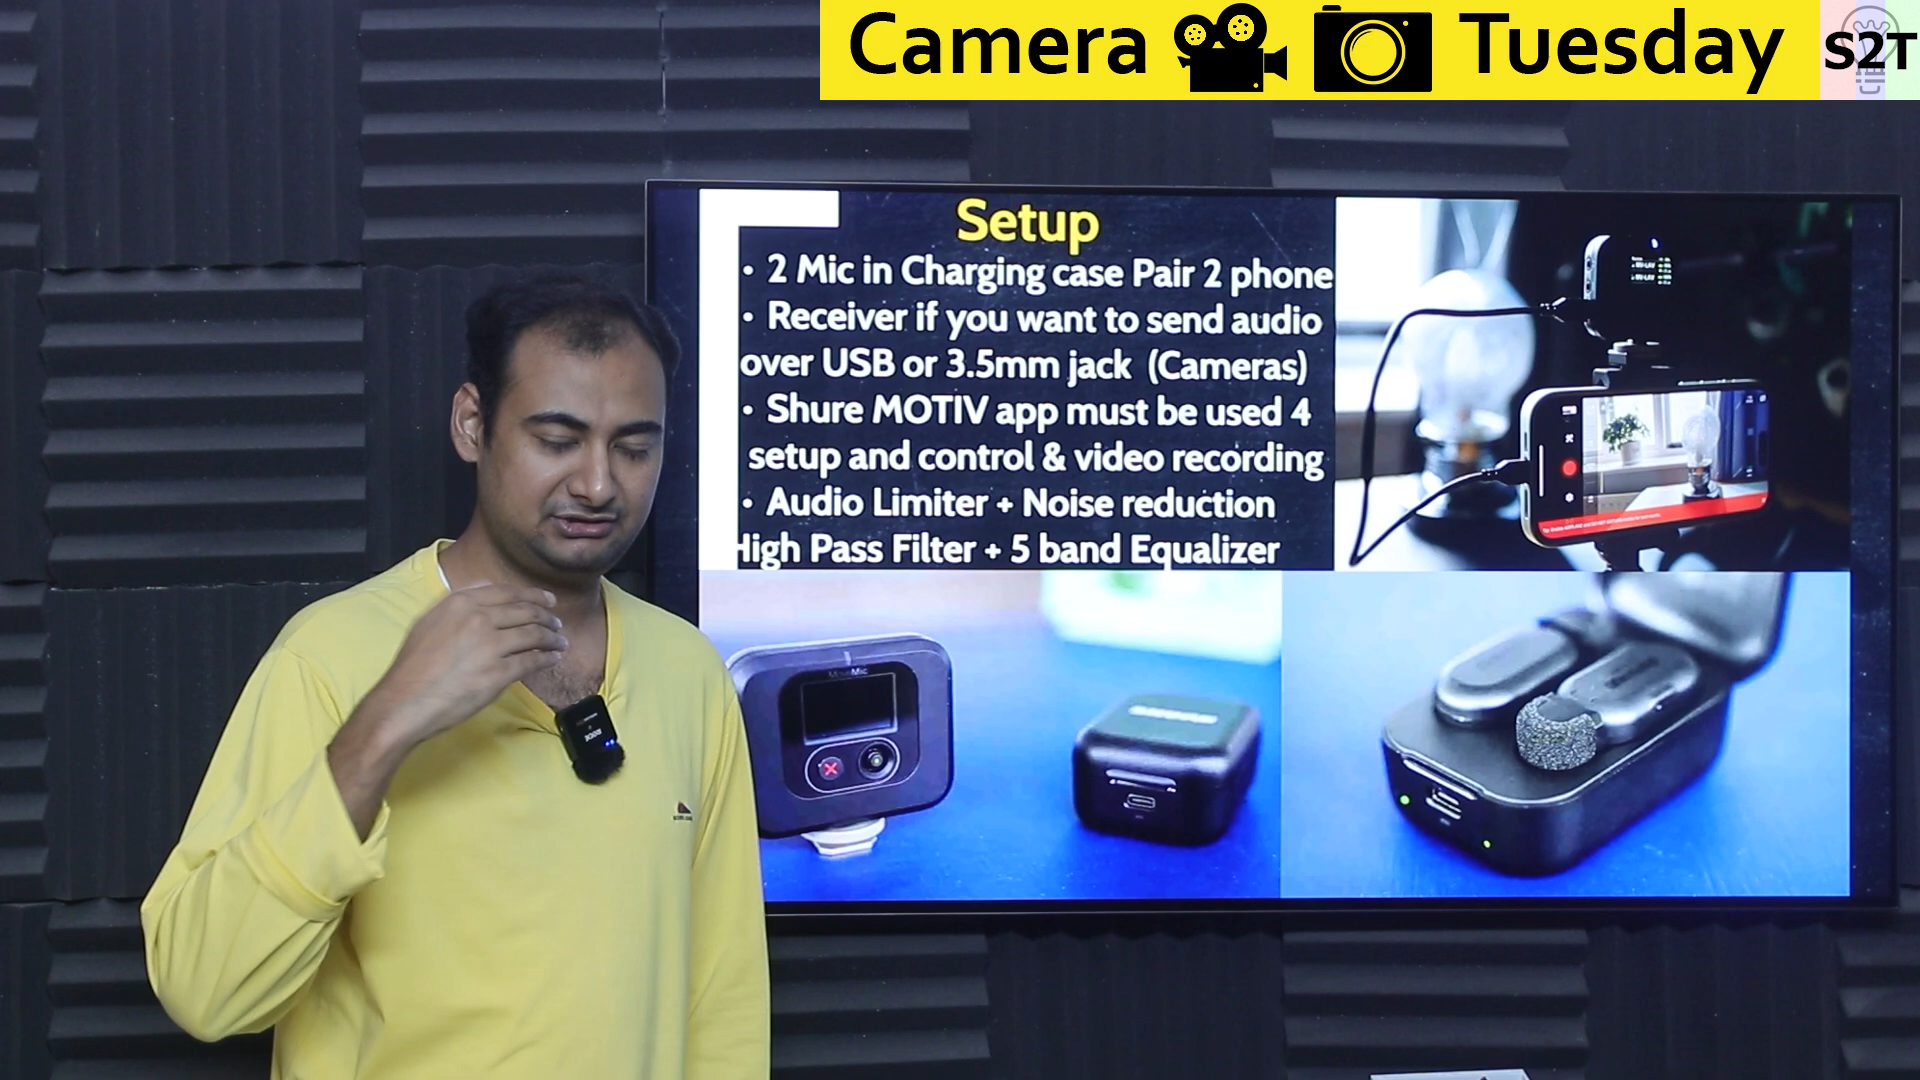 Camera Tuesday
S2T
Setup
• 2 Mic in Charging case Pair 2 phone
• Receiver if you want to send audio
over USB or 3.5mm jack (Cameras)
• Shure MOTIV app must be used 4
setup and control & video recording
• Audio Limiter + Noise reduction
High Pass Filter + 5 band Equalizer
MoveMic
RODE